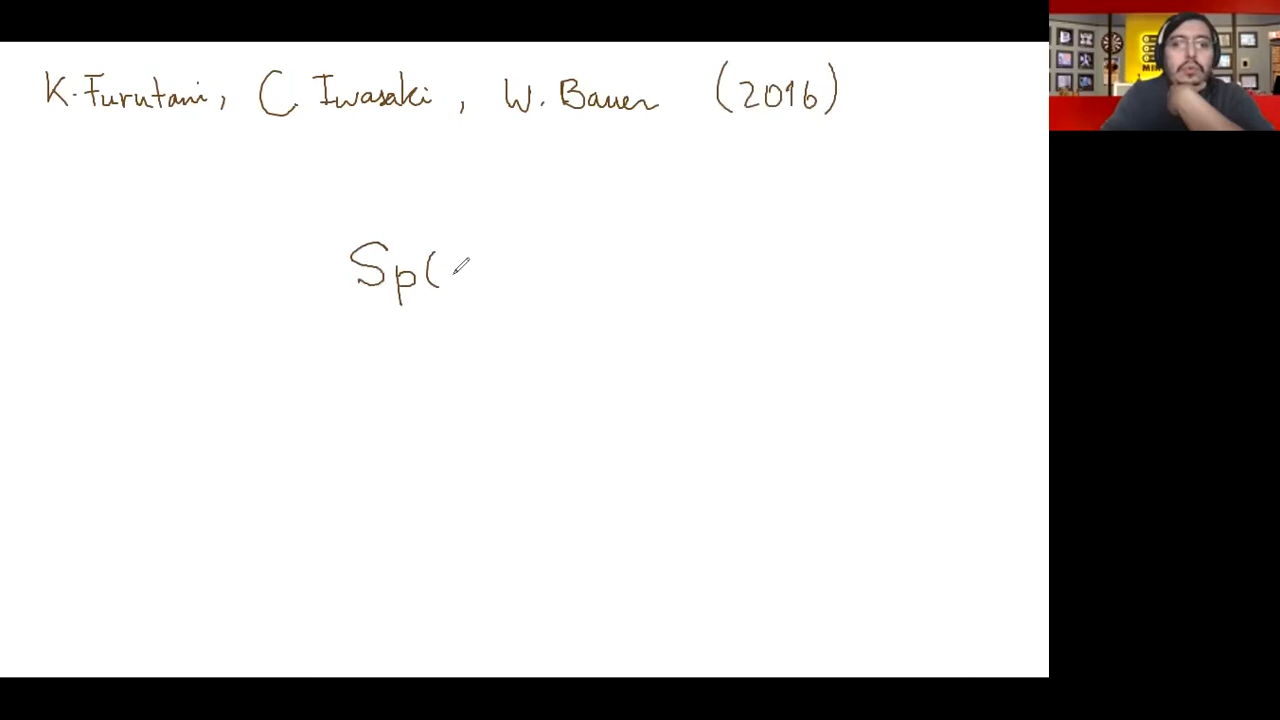 K. Furutani, C. Iwasaki, W. Bauer (2016)
Sp(